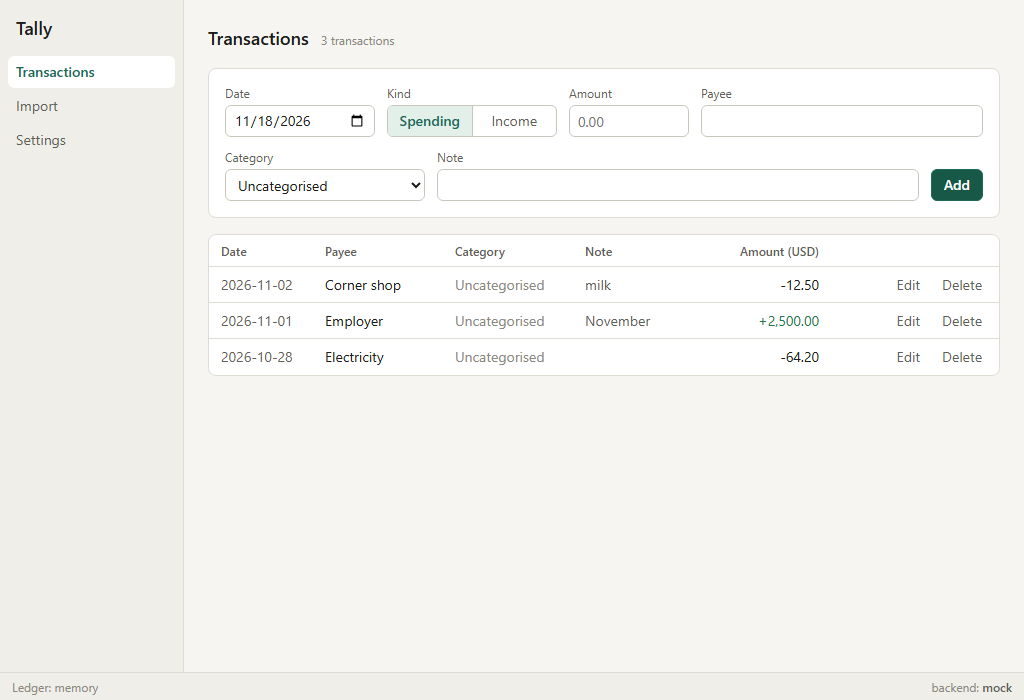 Tally
Transactions
Import
Settings
Transactions 3 transactions
Date Kind Amount Payee
11/18/2026 Spending Income 0.00
Category Note
Uncategorised Add
Date Payee Category Note Amount (USD)
2026-11-02 Corner shop Uncategorised milk -12.50 Edit Delete
2026-11-01 Employer Uncategorised November +2,500.00 Edit Delete
2026-10-28 Electricity Uncategorised -64.20 Edit Delete
Ledger: memory backend: mock